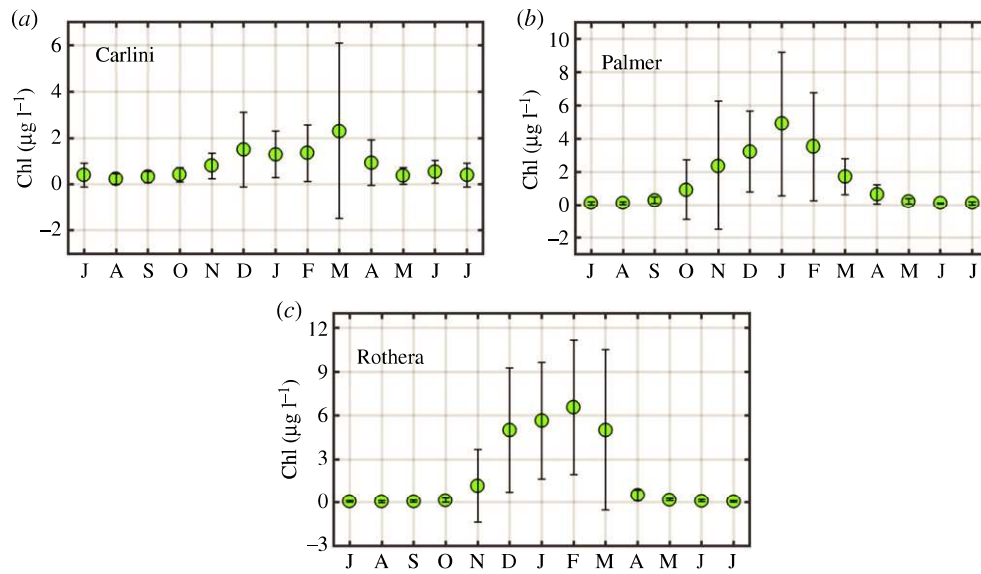 (a)
Carlini
Chl (µg l⁻¹)
6
4
2
0
−2
J A S O N D J F M A M J J
(b)
Palmer
Chl (µg l⁻¹)
10
8
6
4
2
0
−2
J A S O N D J F M A M J J
(c)
Rothera
Chl (µg l⁻¹)
12
9
6
3
0
−3
J A S O N D J F M A M J J